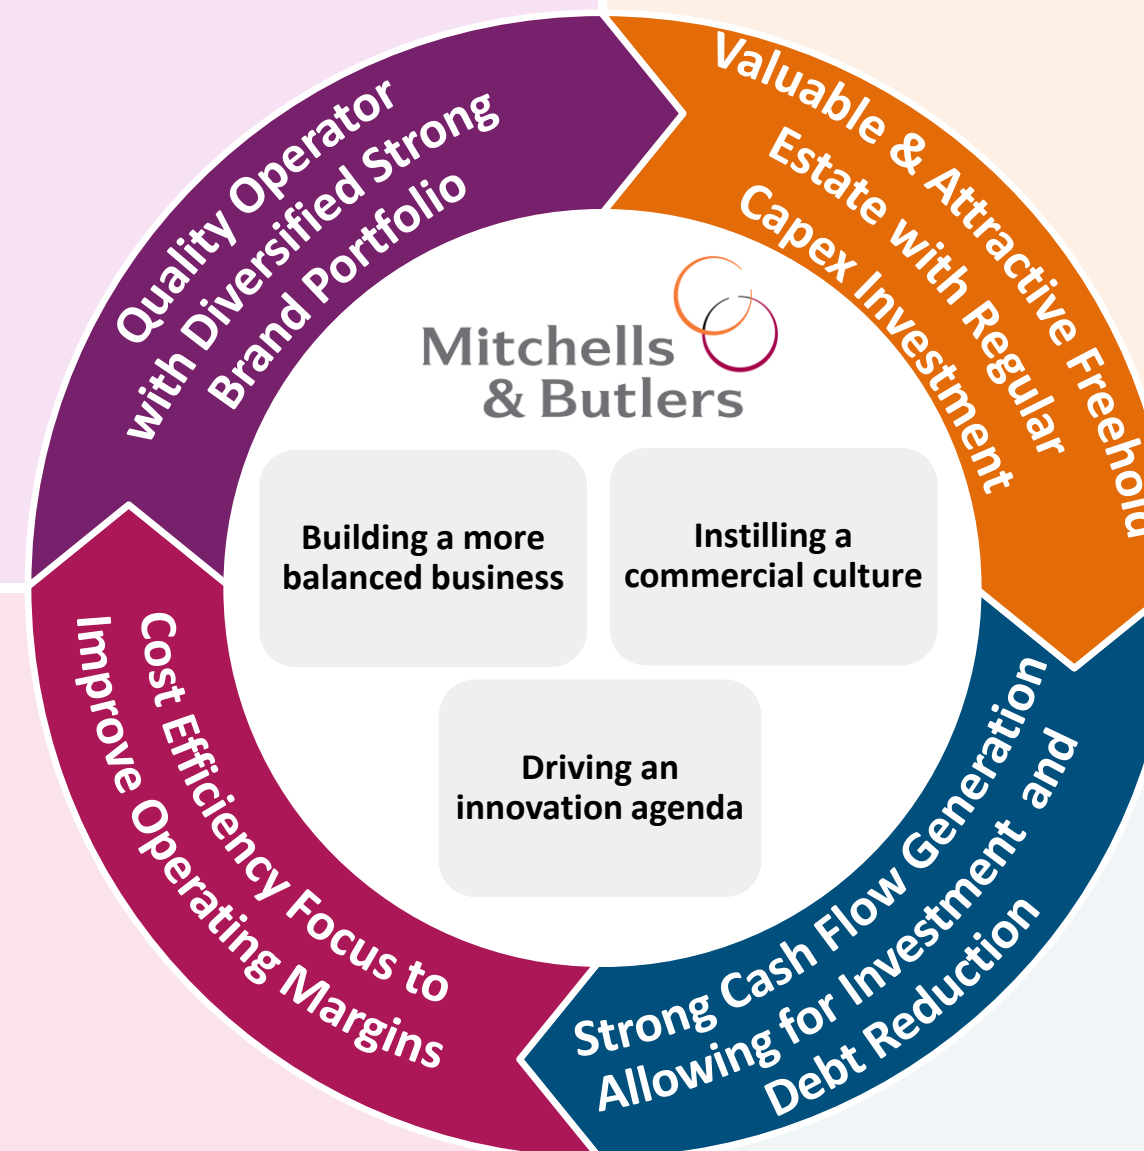 Quality Operator
with Diversified Strong
Brand Portfolio
Valuable & Attractive Freehold
Estate with Regular
Capex Investment
Mitchells
& Butlers
Building a more
balanced business
Instilling a
commercial culture
Driving an
innovation agenda
Cost Efficiency Focus to
Improve Operating Margins
Strong Cash Flow Generation
Allowing for Investment and
Debt Reduction